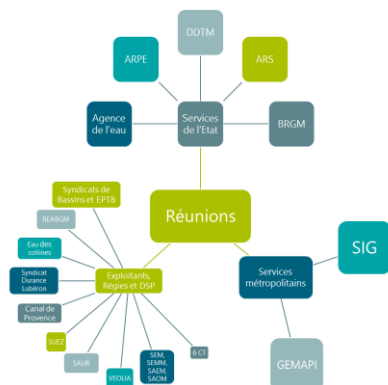 DDTM
ARPE
ARS
Agence
de l'eau
Services
de l'Etat
BRGM
Syndicats de
Bassins et EPTB
REABGM
Réunions
Eau des
collines
SIG
Syndicat
Durance
Lubéron
Exploitants,
Régies et DSP
Services
métropolitains
Canal de
Provence
SUEZ
SAUR
VEOLIA
SEM,
SEMM,
SAEM,
SAOM
6 CT
GEMAPI